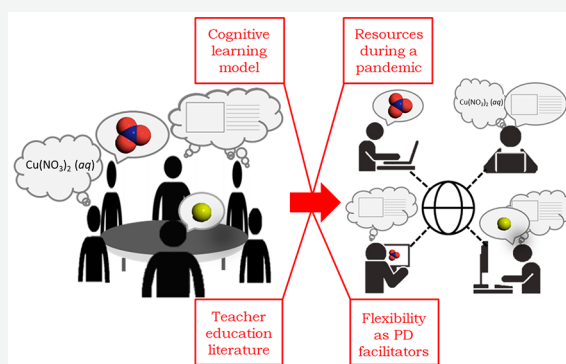 Cognitive
learning
model
Resources
during a
pandemic
Cu(NO₃)₂ (aq)
Cu(NO₃)₂ (aq)
Teacher
education
literature
Flexibility
as PD
facilitators